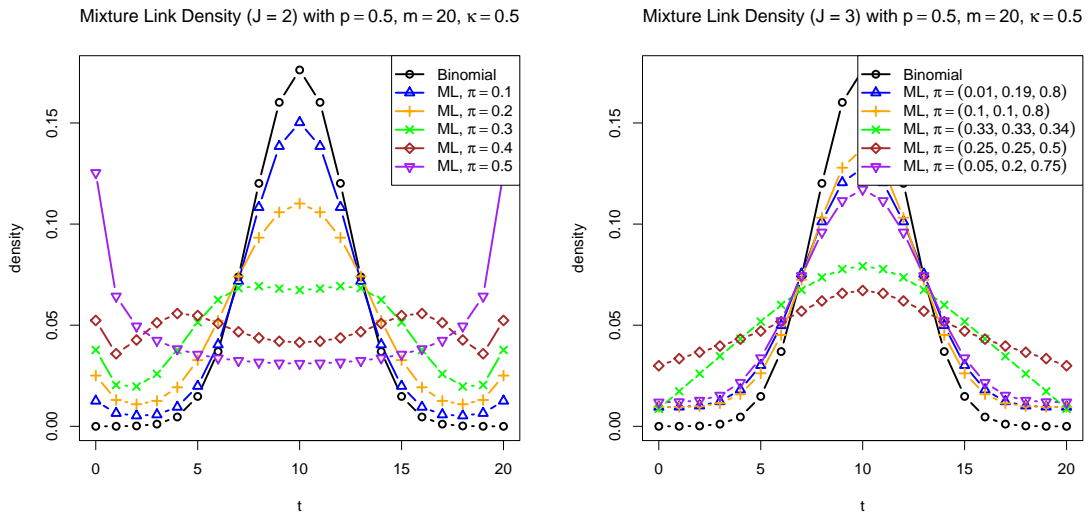 Mixture Link Density (J = 2) with p = 0.5, m = 20, κ = 0.5
Binomial
ML, π = 0.1
ML, π = 0.2
ML, π = 0.3
ML, π = 0.4
ML, π = 0.5
0.15
0.10
0.05
0.00
density
0 5 10 15 20
t
Mixture Link Density (J = 3) with p = 0.5, m = 20, κ = 0.5
Binomial
ML, π = (0.01, 0.19, 0.8)
ML, π = (0.1, 0.1, 0.8)
ML, π = (0.33, 0.33, 0.34)
ML, π = (0.25, 0.25, 0.5)
ML, π = (0.05, 0.2, 0.75)
0.15
0.10
0.05
0.00
density
0 5 10 15 20
t